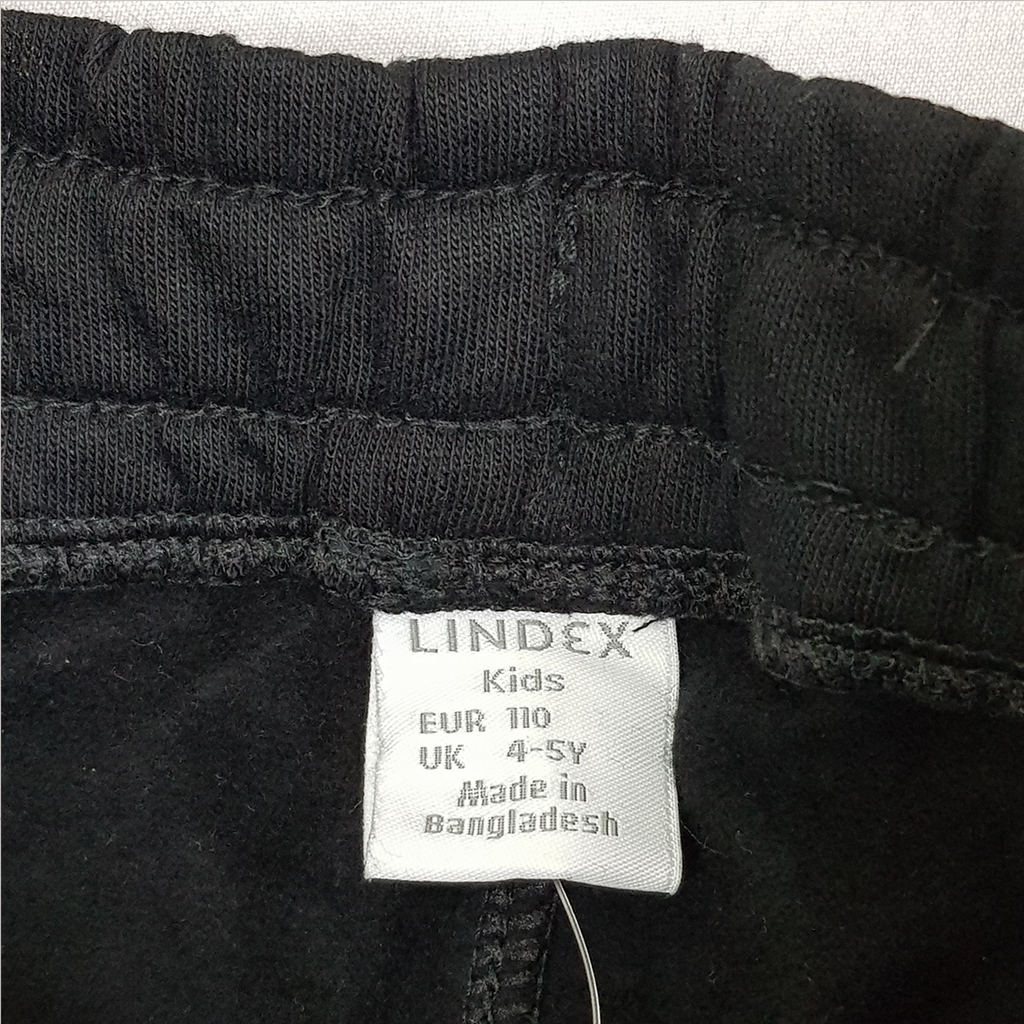 LINDEX
Kids
EUR 110
UK 4-5Y
Made in
Bangladesh